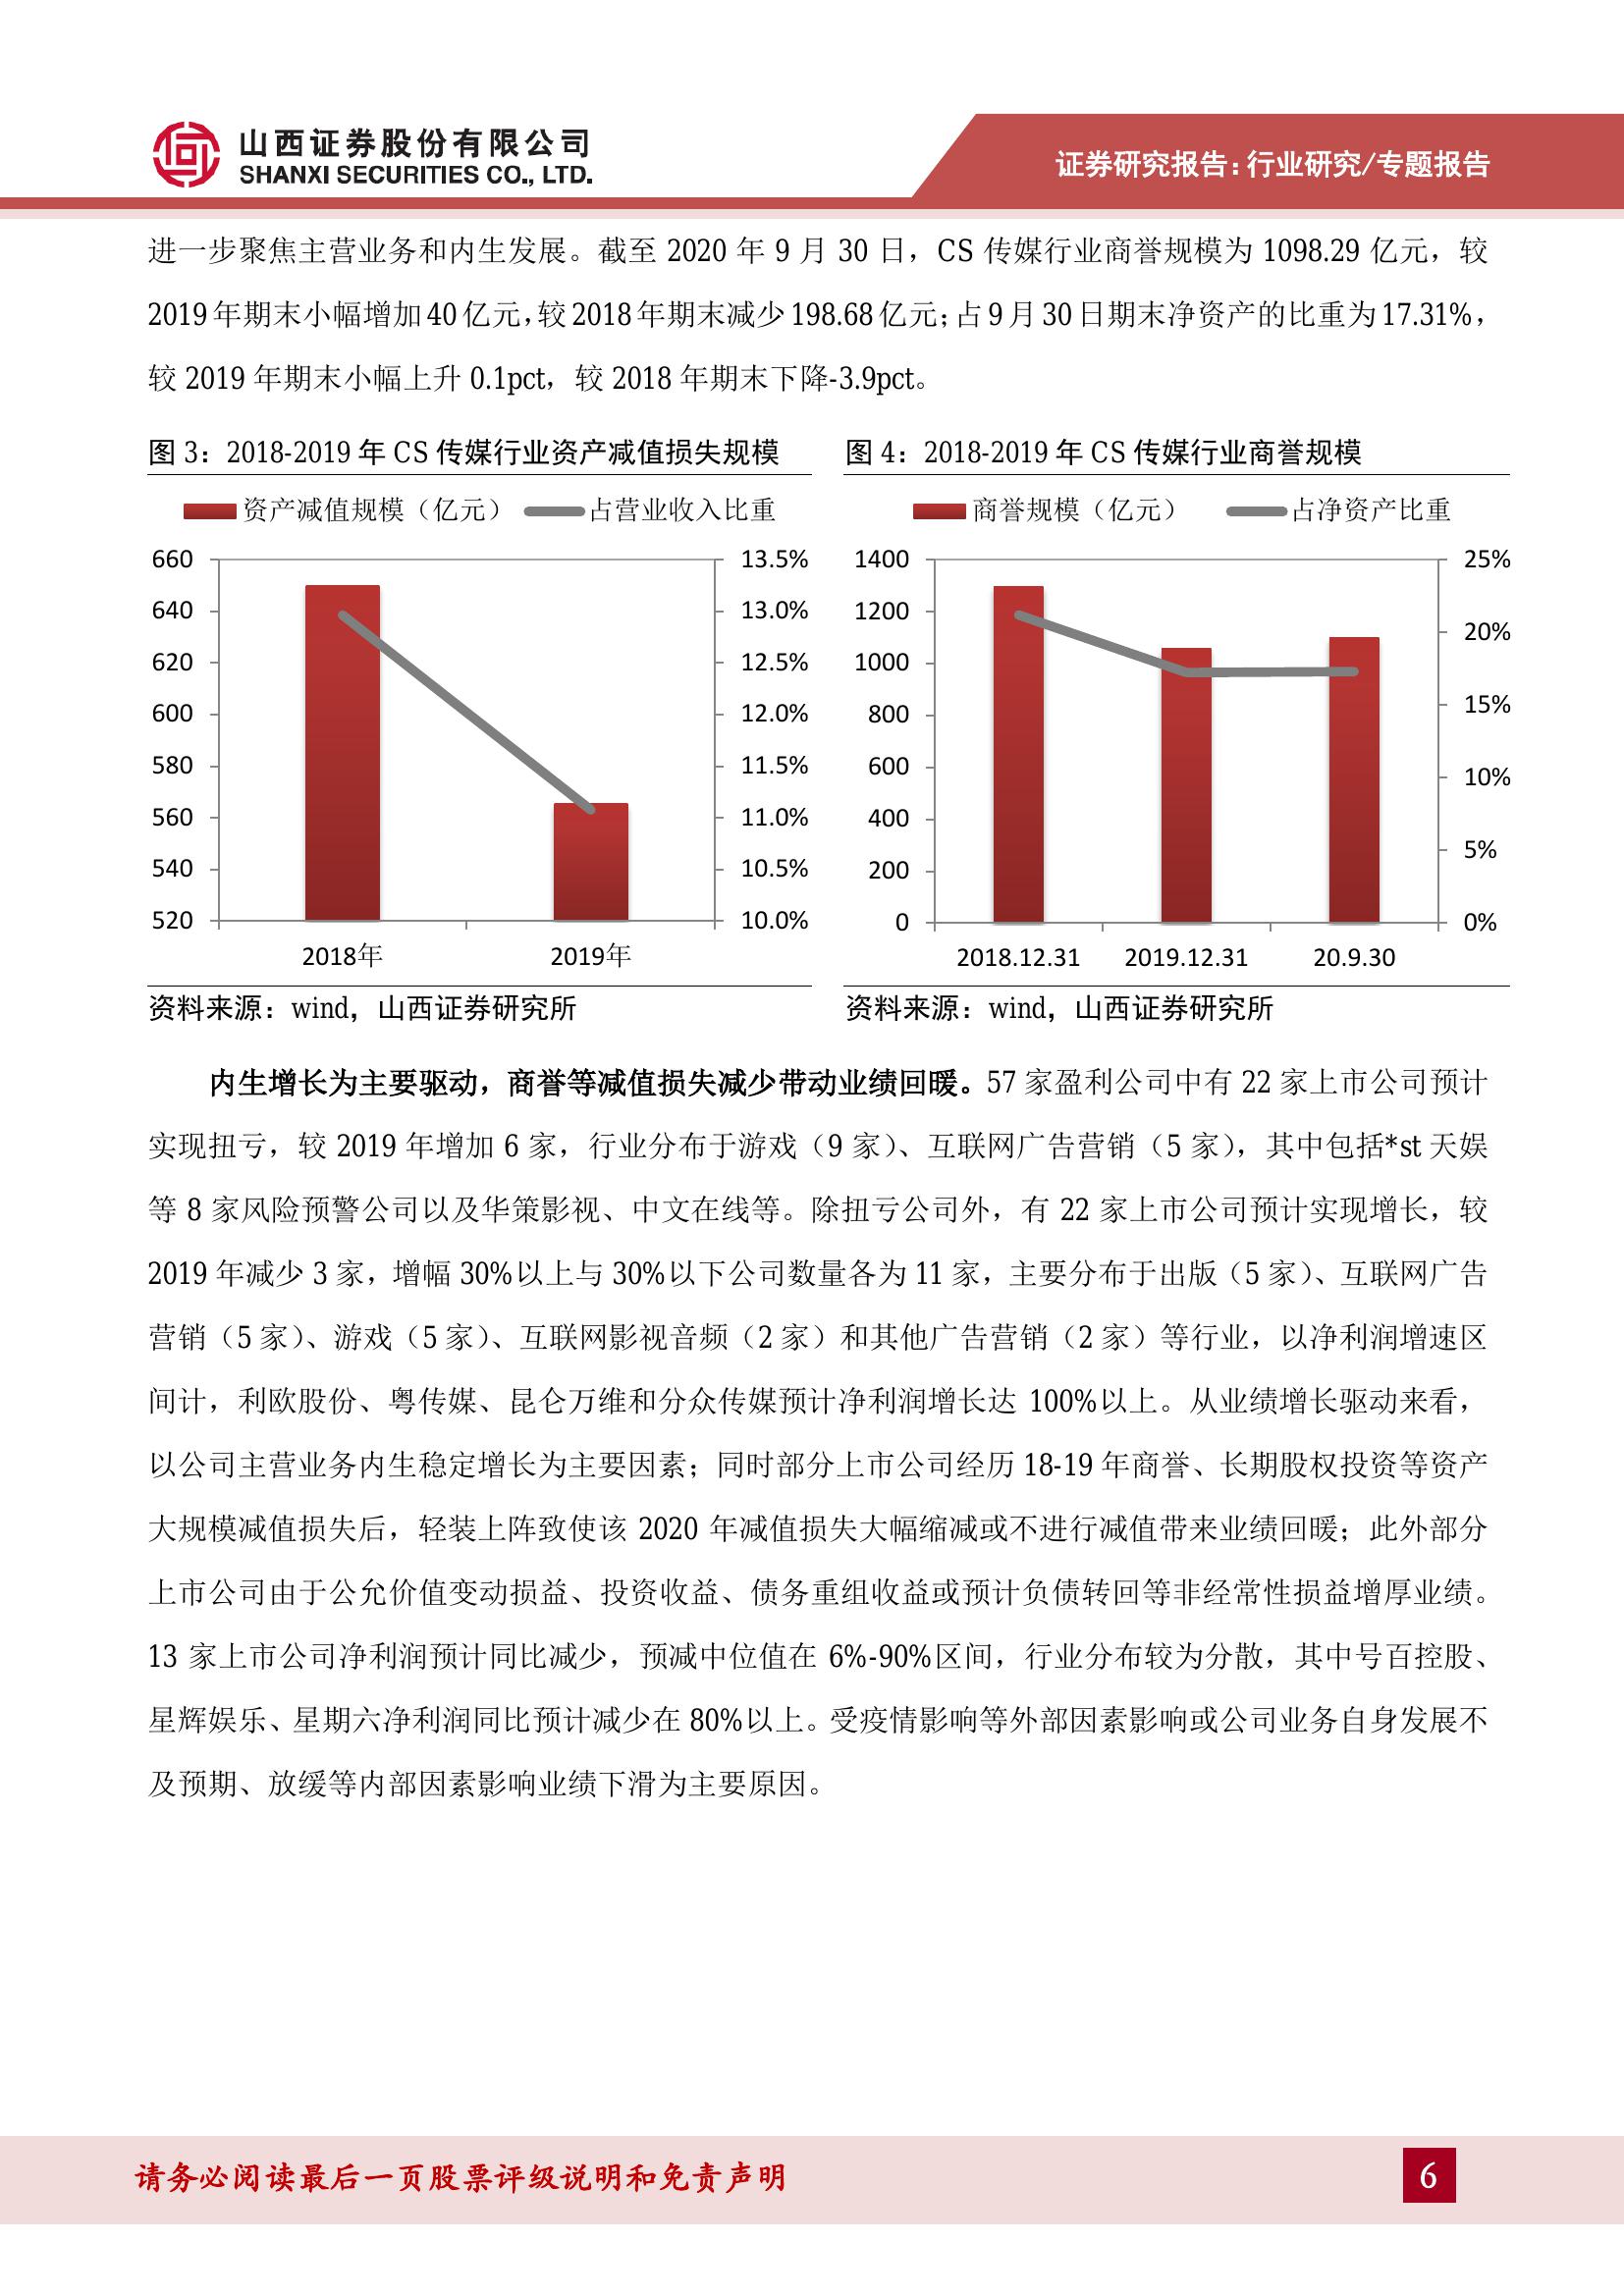 山西证券股份有限公司
SHANXI SECURITIES CO., LTD.
证券研究报告：行业研究/专题报告
进一步聚焦主营业务和内生发展。截至 2020 年 9 月 30 日，CS 传媒行业商誉规模为 1098.29 亿元，较
2019 年期末小幅增加 40 亿元，较 2018 年期末减少 198.68 亿元；占 9 月 30 日期末净资产的比重为 17.31%，
较 2019 年期末小幅上升 0.1pct，较 2018 年期末下降-3.9pct。
图 3：2018-2019 年 CS 传媒行业资产减值损失规模
资产减值规模（亿元） 占营业收入比重
660 13.5%
640 13.0%
620 12.5%
600 12.0%
580 11.5%
560 11.0%
540 10.5%
520 10.0%
2018年 2019年
资料来源：wind，山西证券研究所
图 4：2018-2019 年 CS 传媒行业商誉规模
商誉规模（亿元） 占净资产比重
1400 25%
1200 20%
1000 15%
800 10%
600 5%
400 0%
200
0
2018.12.31 2019.12.31 20.9.30
资料来源：wind，山西证券研究所
内生增长为主要驱动，商誉等减值损失减少带动业绩回暖。57 家盈利公司中有 22 家上市公司预计
实现扭亏，较 2019 年增加 6 家，行业分布于游戏（9 家）、互联网广告营销（5 家），其中包括*st 天娱
等 8 家风险预警公司以及华策影视、中文在线等。除扭亏公司外，有 22 家上市公司预计实现增长，较
2019 年减少 3 家，增幅 30%以上与 30%以下公司数量各为 11 家，主要分布于出版（5 家）、互联网广告
营销（5 家）、游戏（5 家）、互联网影视音频（2 家）和其他广告营销（2 家）等行业，以净利润增速区
间计，利欧股份、粤传媒、昆仑万维和分众传媒预计净利润增长达 100%以上。从业绩增长驱动来看，
以公司主营业务内生稳定增长为主要因素；同时部分上市公司经历 18-19 年商誉、长期股权投资等资产
大规模减值损失后，轻装上阵致使该 2020 年减值损失大幅缩减或不进行减值带来业绩回暖；此外部分
上市公司由于公允价值变动损益、投资收益、债务重组收益或预计负债转回等非经常性损益增厚业绩。
13 家上市公司净利润预计同比减少，预减中位值在 6%-90%区间，行业分布较为分散，其中号百控股、
星辉娱乐、星期六净利润同比预计减少在 80%以上。受疫情影响等外部因素影响或公司业务自身发展不
及预期、放缓等内部因素影响业绩下滑为主要原因。
请务必阅读最后一页股票评级说明和免责声明
6